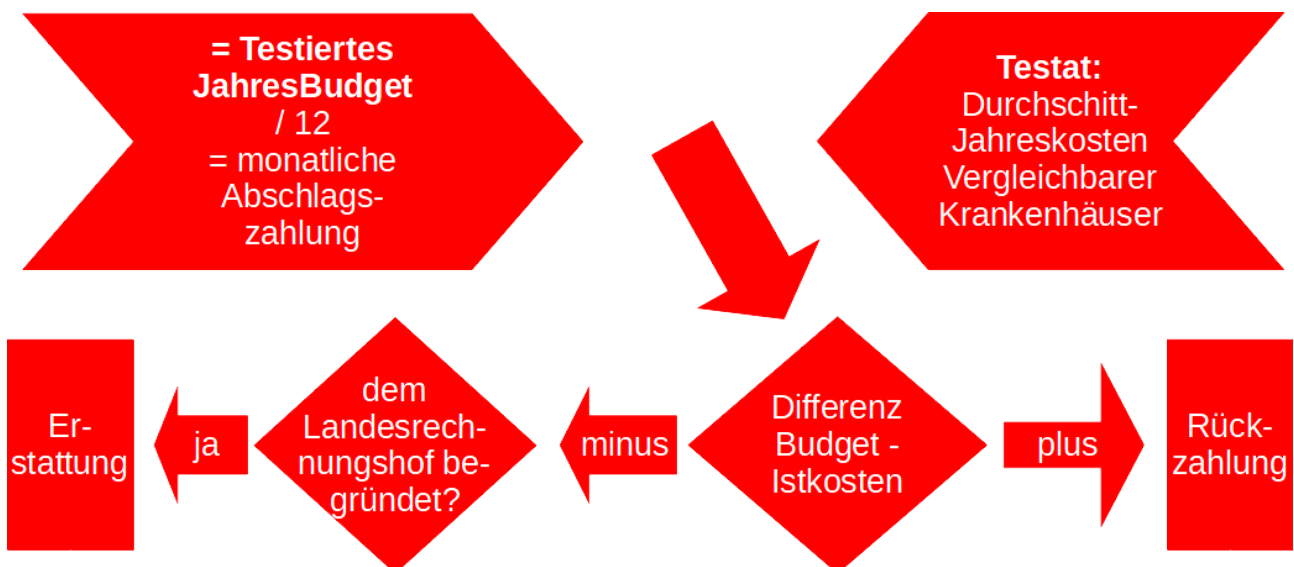 = Testiertes
JahresBudget
/ 12
= monatliche
Abschlags-
zahlung
Testat:
Durchschitt-
Jahreskosten
Vergleichbarer
Krankenhäuser
Er-
stattung
ja
dem
Landesrech-
nungshof be-
gründet?
minus
Differenz
Budget -
Istkosten
plus
Rück-
zahlung